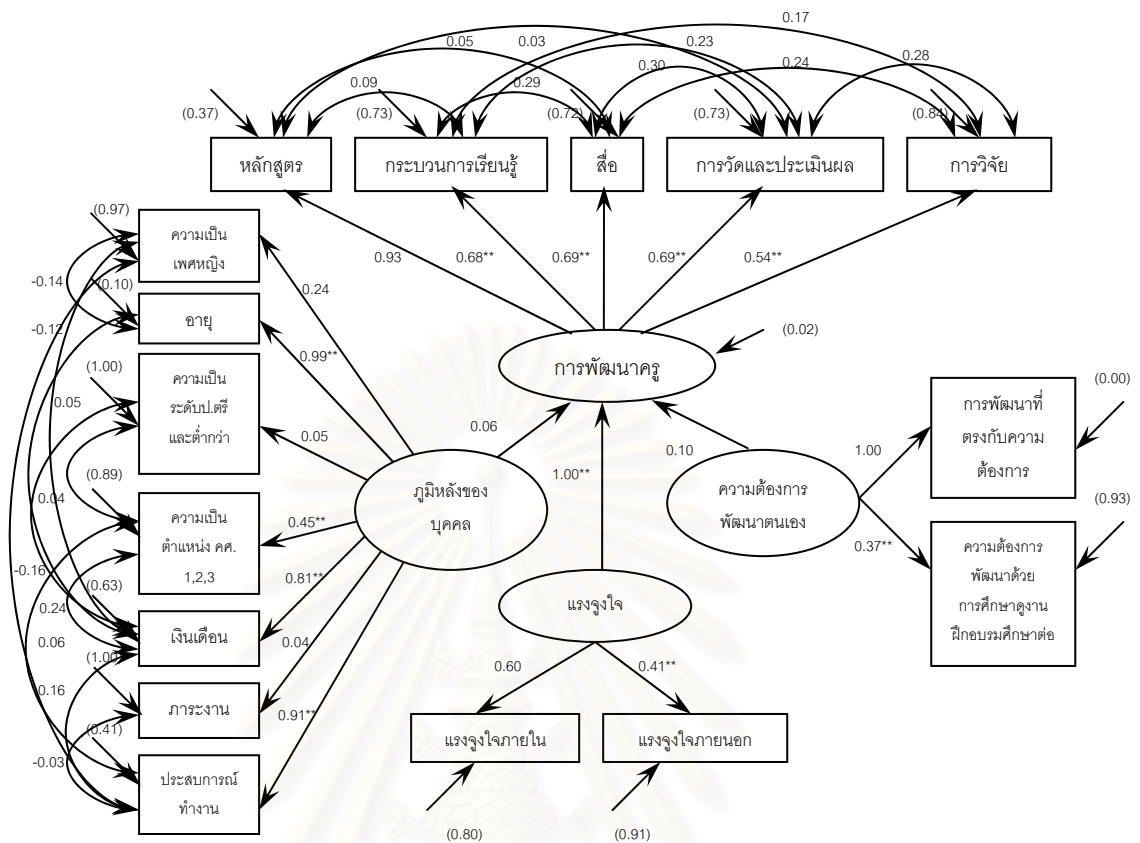 0.17
0.05 0.03 0.23 0.28
0.09 0.29 0.30 0.24
(0.37) (0.73) (0.72) (0.73) (0.84)
หลักสูตร กระบวนการเรียนรู้ สื่อ การวัดและประเมินผล การวิจัย
(0.97)
ความเป็น
เพศหญิง
0.93 0.68** 0.69** 0.69** 0.54**
-0.14 (0.10) 0.24
อายุ
-0.12
(0.02)
0.99**
(1.00)
ความเป็น
ระดับป.ตรี
และต่ำกว่า
การพัฒนาครู
(0.00)
0.05 0.05 0.06
การพัฒนาที่
ตรงกับความ
ต้องการ
0.10 1.00
(0.89)
1.00**
ภูมิหลังของ
บุคคล
ความต้องการ
พัฒนาตนเอง
0.04
ความเป็น
ตำแหน่ง คศ.
1,2,3
0.45**
(0.93)
0.37**
ความต้องการ
พัฒนาด้วย
การศึกษาดูงาน
ฝึกอบรมศึกษาต่อ
-0.16 (0.63) 0.81**
แรงจูงใจ
0.24
เงินเดือน
0.06 (1.00) 0.04
0.60 0.41**
0.16
ภาระงาน
0.91**
(0.41)
แรงจูงใจภายใน แรงจูงใจภายนอก
-0.03
ประสบการณ์
ทำงาน
(0.80) (0.91)